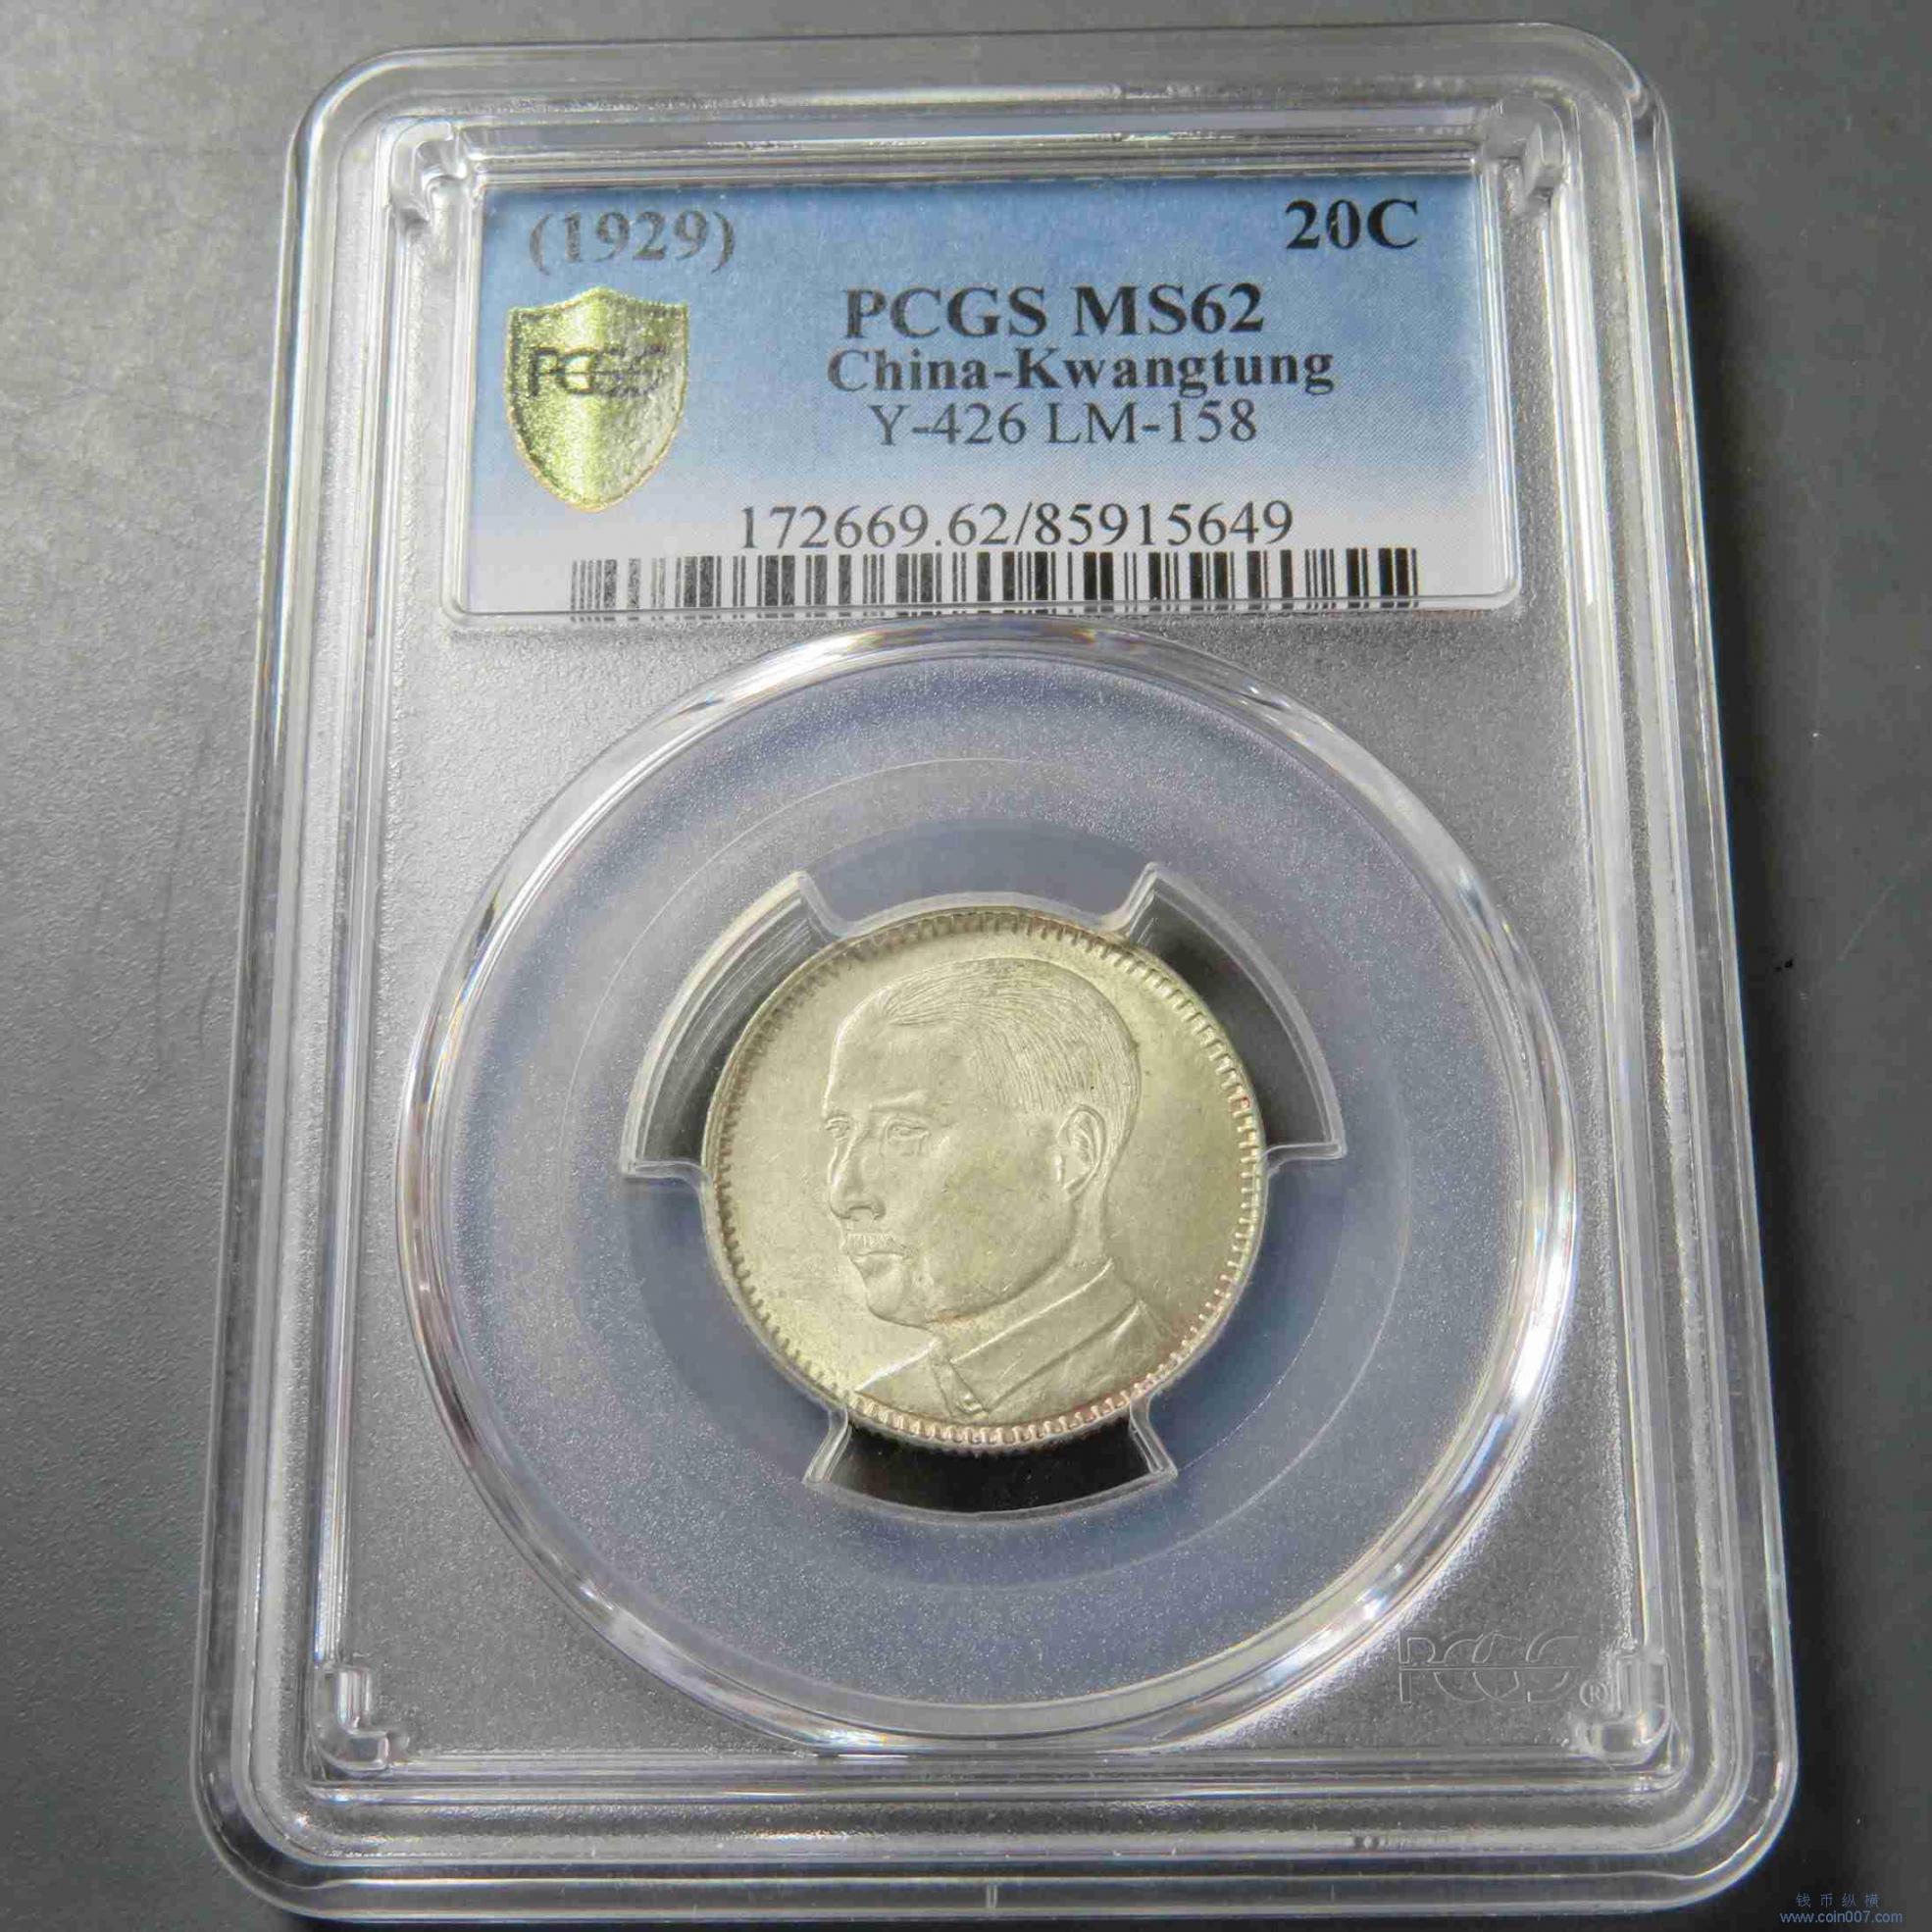 (1929) 20C
PCGS
PCGS MS62
China-Kwangtung
Y-426 LM-158
172669.62/85915649
PCGS ®
钱币纵横
www.coin007.com